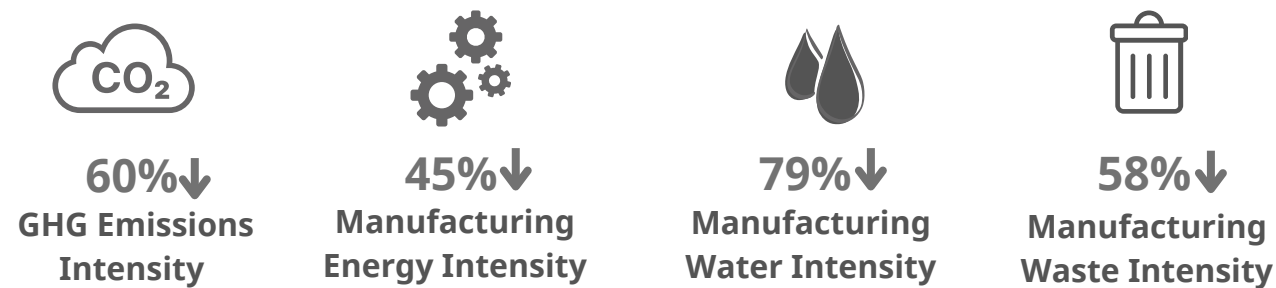 CO₂
60%↓
GHG Emissions
Intensity
45%↓
Manufacturing
Energy Intensity
79%↓
Manufacturing
Water Intensity
58%↓
Manufacturing
Waste Intensity